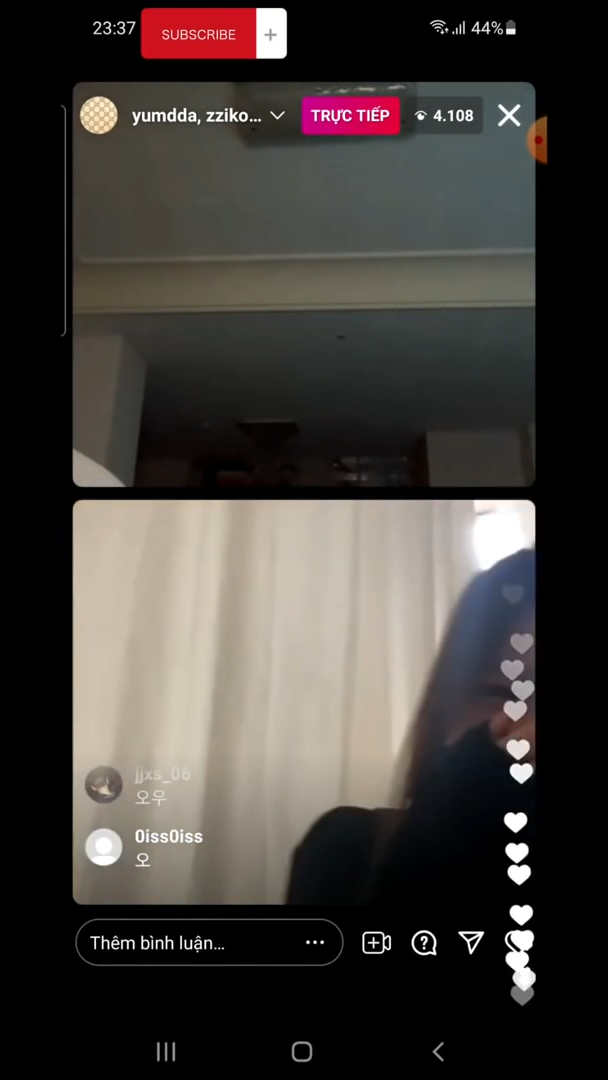 23:37
SUBSCRIBE
44%
yumdda, zziko...
TRỰC TIẾP
4.108
jjxs_06
오우
0iss0iss
오
Thêm bình luận...